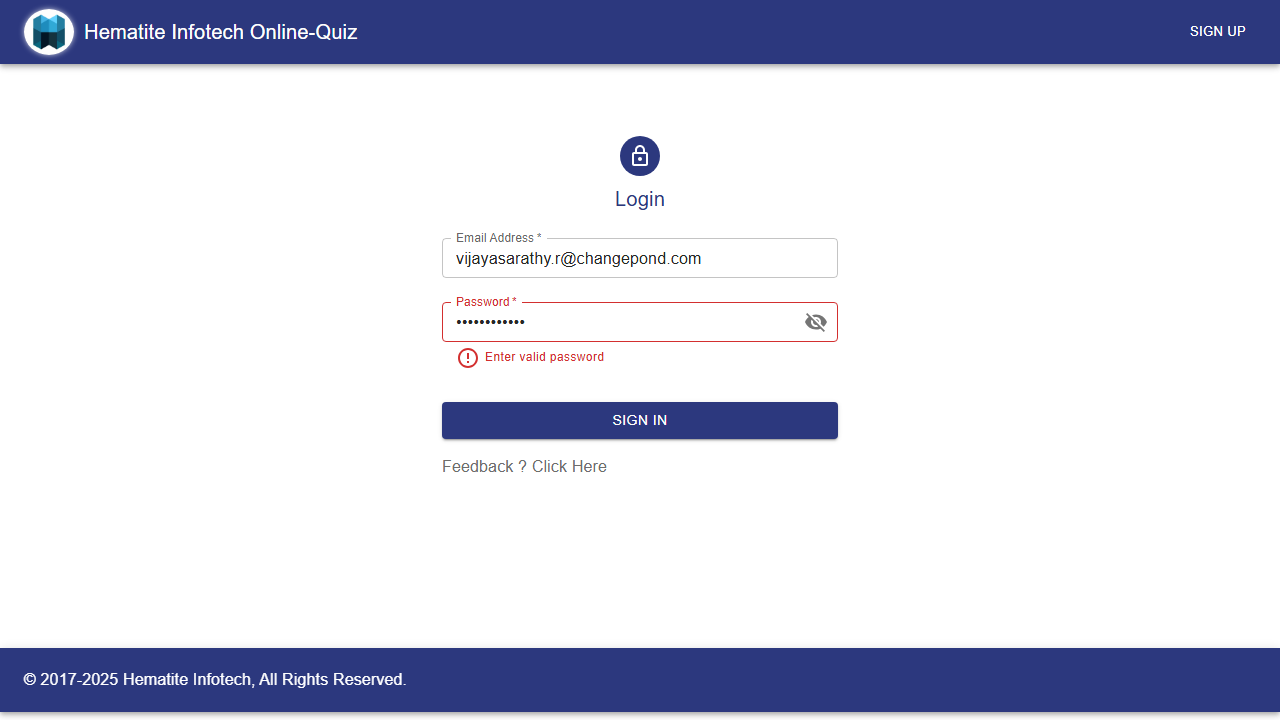 Hematite Infotech Online-Quiz
SIGN UP
Login
Email Address *
vijayasarathy.r@changepond.com
Password *
••••••••••••
Enter valid password
SIGN IN
Feedback ? Click Here
© 2017-2025 Hematite Infotech, All Rights Reserved.